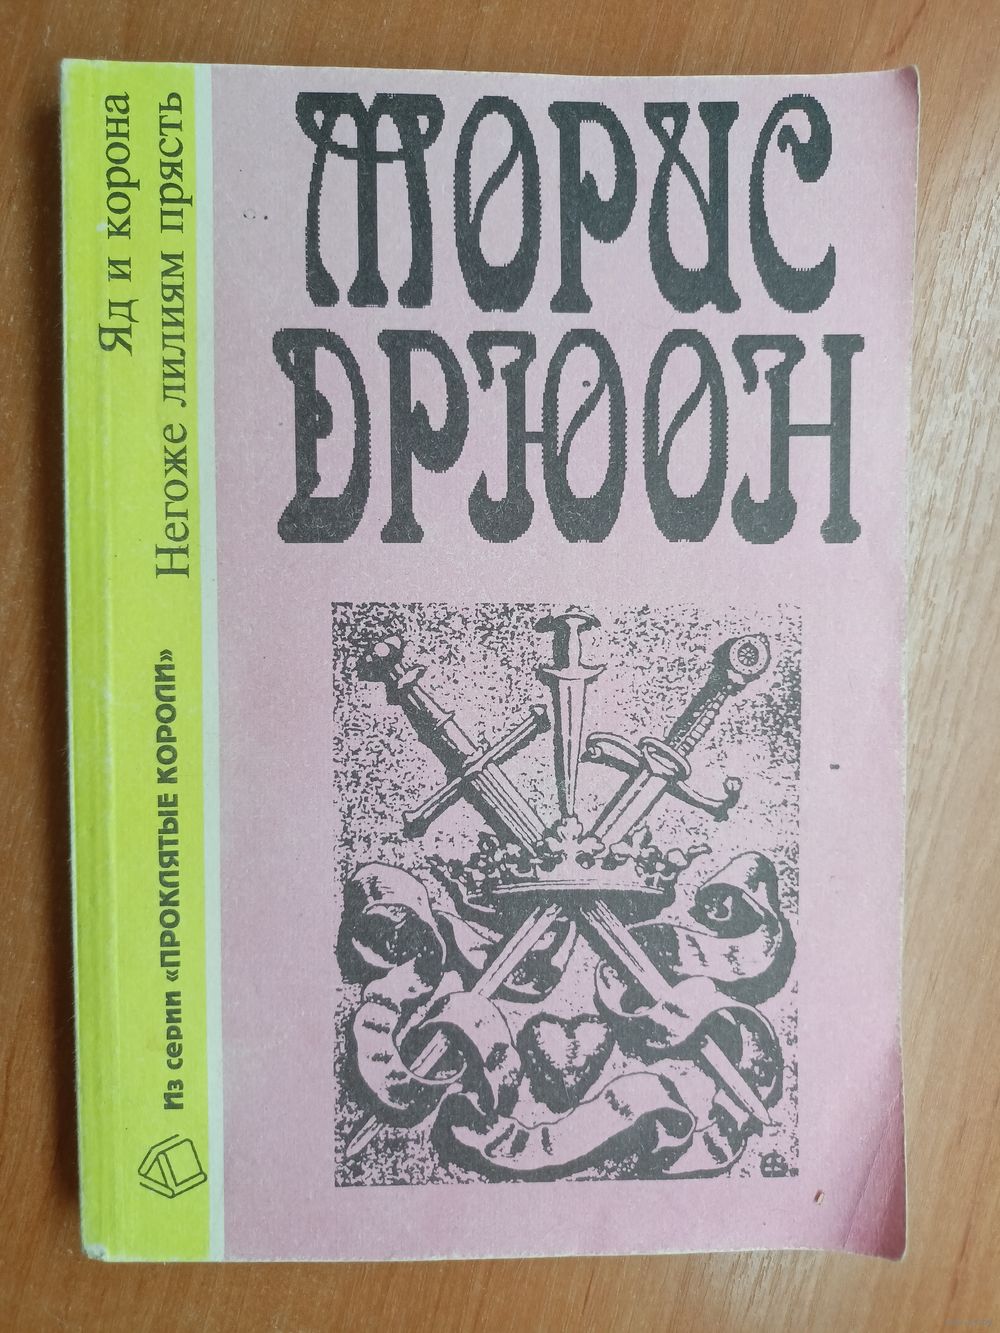 МОРИС
ДРЮОН
Яд и корона
Негоже лилиям прясть
Из серии «ПРОКЛЯТЫЕ КОРОЛИ»